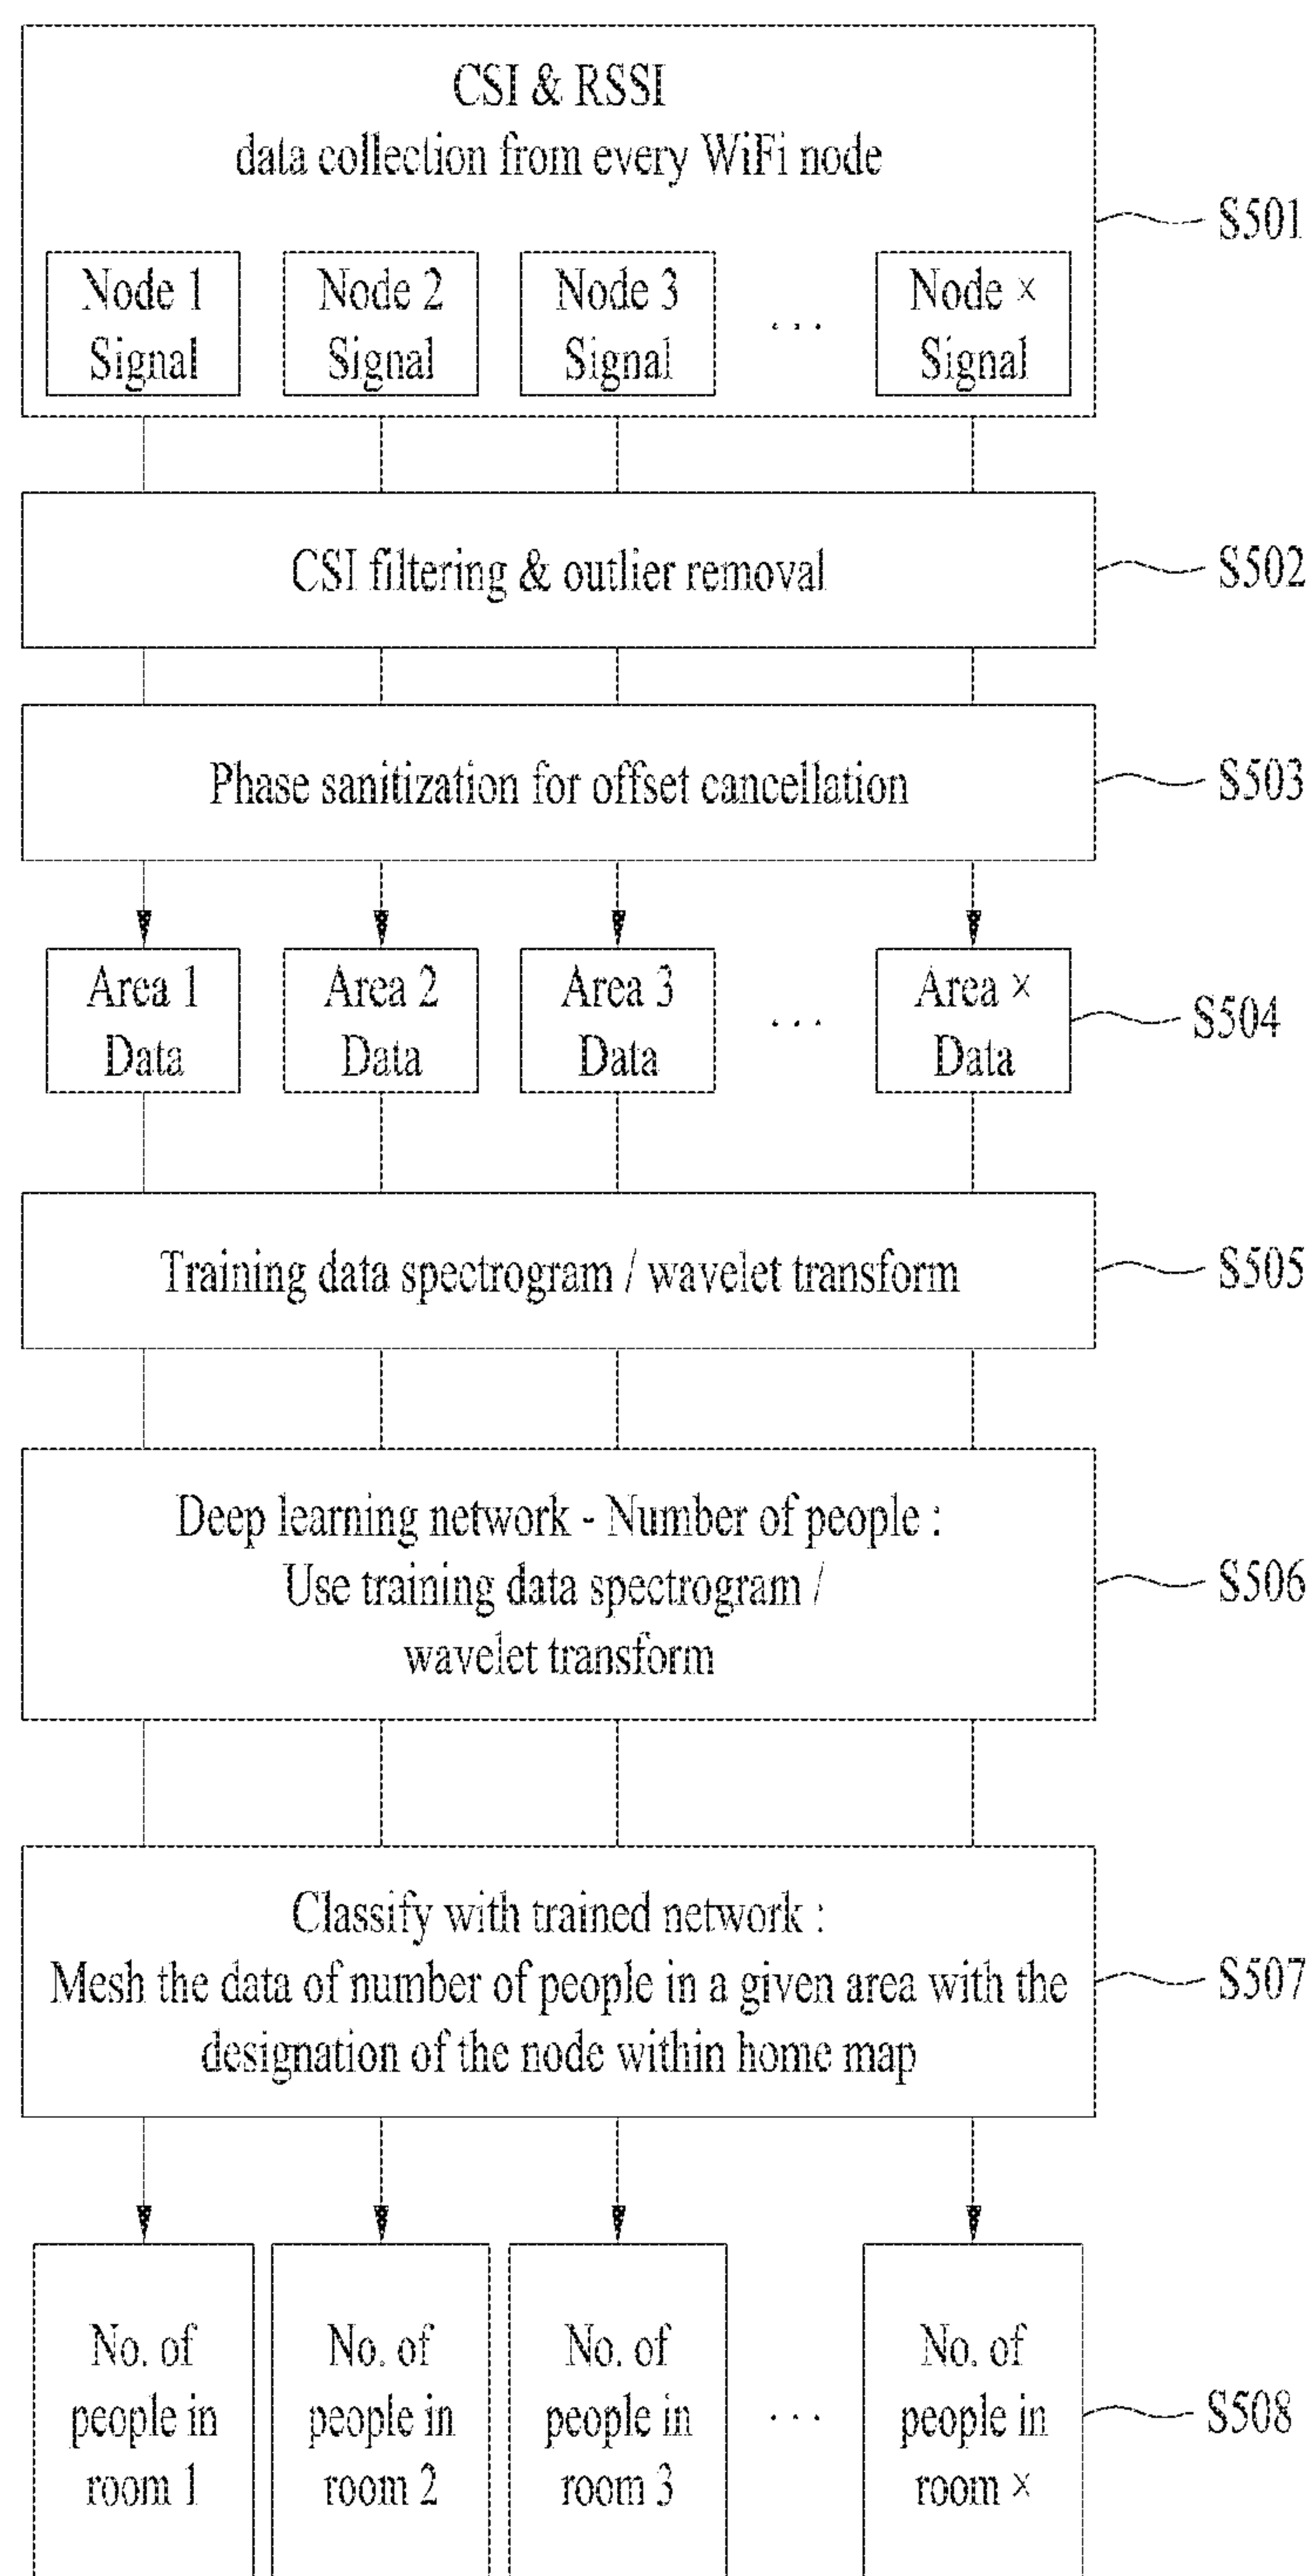 CSI & RSSI
data collection from every WiFi node
S501
Node 1
Signal
Node 2
Signal
Node 3
Signal
. . .
Node ×
Signal
CSI filtering & outlier removal
S502
Phase sanitization for offset cancellation
S503
Area 1
Data
Area 2
Data
Area 3
Data
. . .
Area ×
Data
S504
Training data spectrogram / wavelet transform
S505
Deep learning network - Number of people :
Use training data spectrogram /
wavelet transform
S506
Classify with trained network :
Mesh the data of number of people in a given area with the
designation of the node within home map
S507
No. of
people in
room 1
No. of
people in
room 2
No. of
people in
room 3
. . .
No. of
people in
room ×
S508